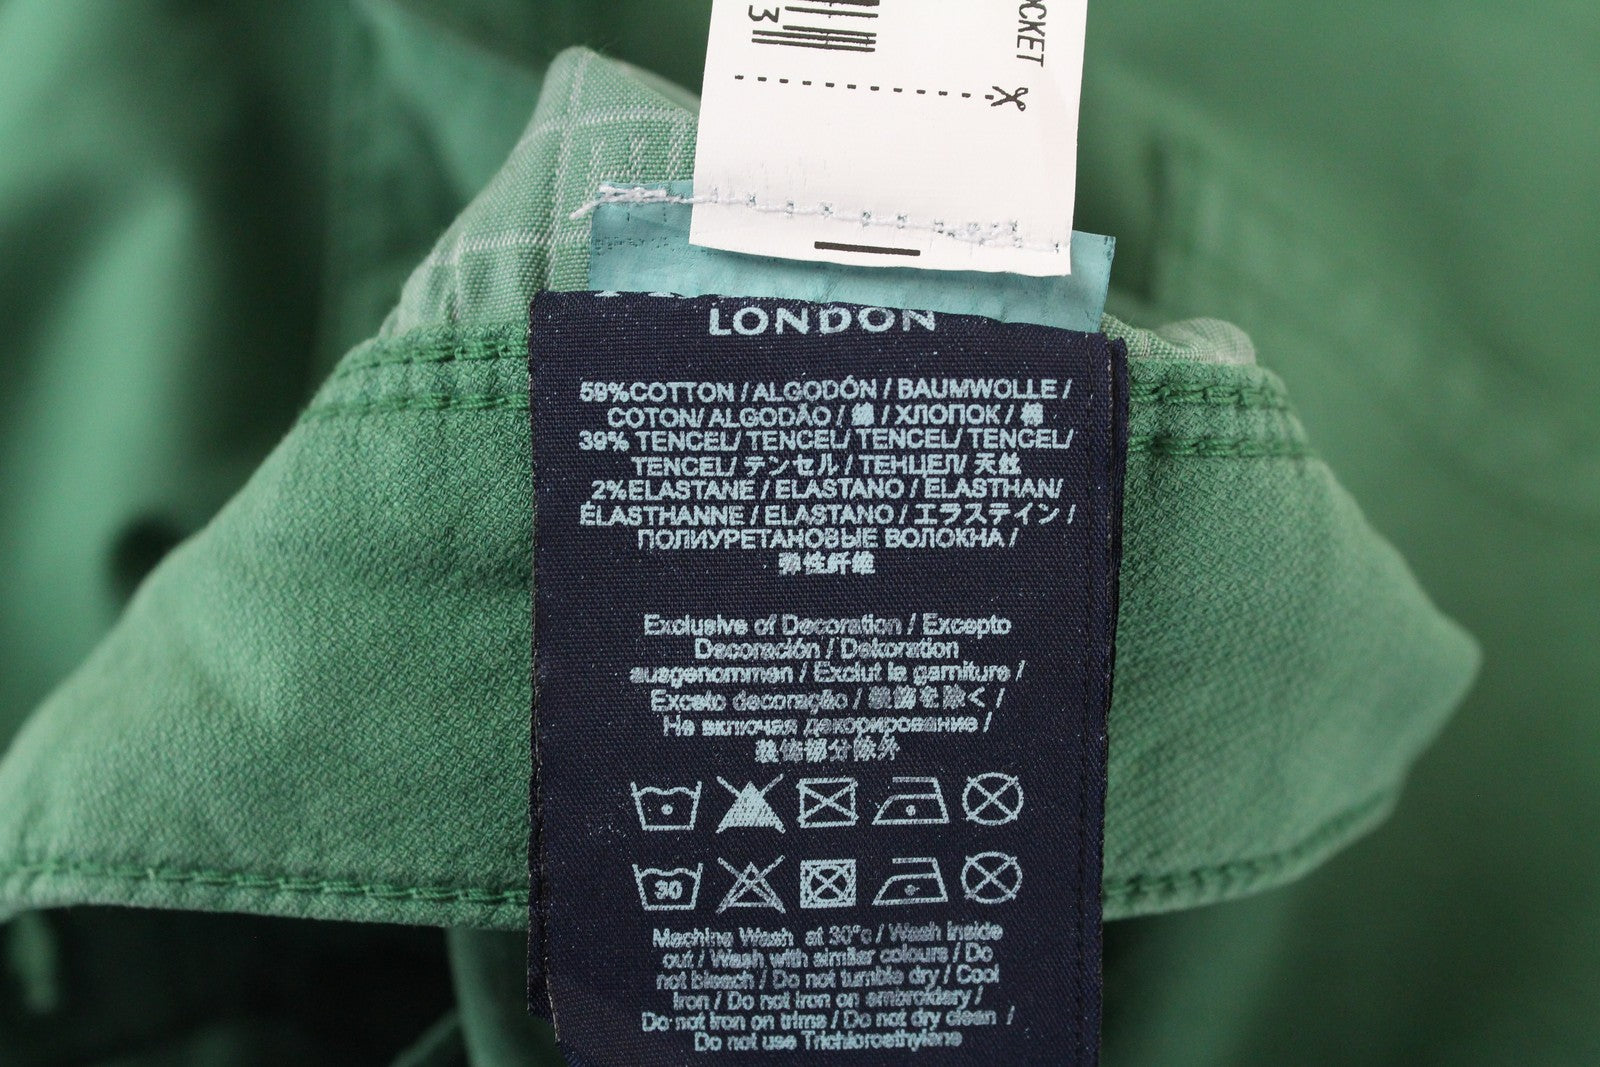 OCKET
3
LONDON
59%COTTON / ALGODÓN / BAUMWOLLE /
COTON/ ALGODÃO / 綿 / ХЛОПОК / 棉
39% TENCEL/ TENCEL/ TENCEL/ TENCEL/
TENCEL/ テンセル / ТЕНЦЕЛ/ 天丝
2%ELASTANE / ELASTANO / ELASTHAN/
ÉLASTHANNE / ELASTANO / エラステイン /
ПОЛИУРЕТАНОВЫЕ ВОЛОКНА /
弹性纤维
Exclusive of Decoration / Excepto
Decoración / Dekoration
ausgenommen / Exclut la garniture /
Exceto decoração / 装飾を除く /
Не включая декорирование /
装饰部分除外
30
Machine Wash at 30°c / Wash inside
out / Wash with similar colours / Do
not bleach / Do not tumble dry / Cool
Iron / Do not iron on embroidery /
Do not iron on trims / Do not dry clean /
Do not use Trichloroethylene